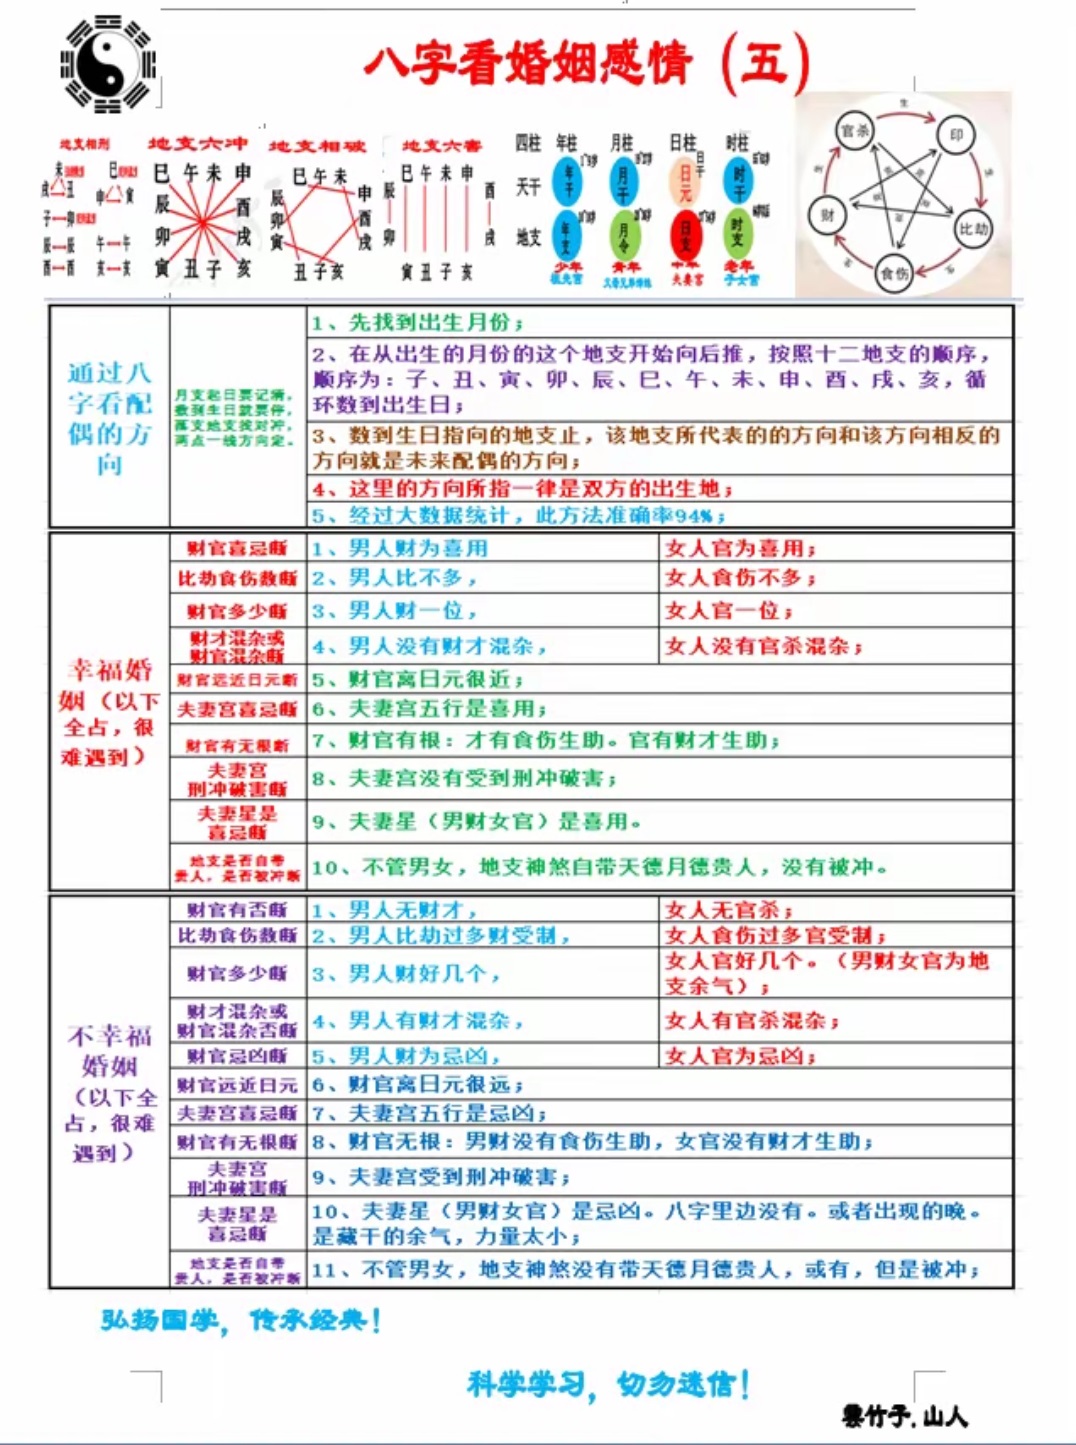 八字看婚姻感情（五）
地支相刑
地支六冲
地支相破
地支六害
四柱 年柱 月柱 日柱 时柱
天干 年干 月干 日元 时干
地支 年支 月令 日支 时支
少年 青年 中年 老年
祖先宫 夫妻宫 子女宫
未 巳
戌 丑 申 寅
子 卯
辰 辰 午 午
酉 酉 亥 亥
巳 午 未 申
辰 酉
卯 戌
寅 丑 子 亥
巳 午 未
辰 申
卯 酉
寅 戌
丑 子 亥
巳 午 未 申
辰 酉
卯 戌
寅 丑 子 亥
官杀 生 印
生 生
财 比劫
生 食伤 生
通过八
字看配
偶的方
向
月支起日要记清，
数到生日就要停，
落支地支找对冲，
两点一线方向定。
1、先找到出生月份；
2、在从出生的月份的这个地支开始向后推，按照十二地支的顺序，
顺序为：子、丑、寅、卯、辰、巳、午、未、申、酉、戌、亥，循
环数到出生日；
3、数到生日指向的地支止，该地支所代表的的方向和该方向相反的
方向就是未来配偶的方向；
4、这里的方向所指一律是双方的出生地；
5、经过大数据统计，此方法准确率94%；
幸福婚
姻（以下
全占，很
难遇到）
财官喜忌断 1、男人财为喜用 女人官为喜用；
比劫食伤数断 2、男人比不多， 女人食伤不多；
财官多少断 3、男人财一位， 女人官一位；
财才混杂或
财官混杂断 4、男人没有财才混杂， 女人没有官杀混杂；
财官远近日元断 5、财官离日元很近；
夫妻宫喜忌断 6、夫妻宫五行是喜用；
财官有无根断 7、财官有根：才有食伤生助。官有财才生助；
夫妻宫
刑冲破害断 8、夫妻宫没有受到刑冲破害；
夫妻星是
喜忌断 9、夫妻星（男财女官）是喜用。
地支是否自带
贵人，是否被冲断 10、不管男女，地支神煞自带天德月德贵人，没有被冲。
不幸福
婚姻
（以下全
占，很难
遇到）
财官有否断 1、男人无财才， 女人无官杀；
比劫食伤数断 2、男人比劫过多财受制， 女人食伤过多官受制；
财官多少断 3、男人财好几个， 女人官好几个。（男财女官为地
支余气）；
财才混杂或
财官混杂否断 4、男人有财才混杂， 女人有官杀混杂；
财官忌凶断 5、男人财为忌凶， 女人官为忌凶；
财官远近日元 6、财官离日元很远；
夫妻宫喜忌断 7、夫妻宫五行是忌凶；
财官有无根断 8、财官无根：男财没有食伤生助，女官没有财才生助；
夫妻宫
刑冲破害断 9、夫妻宫受到刑冲破害；
夫妻星是
喜忌断 10、夫妻星（男财女官）是忌凶。八字里边没有。或者出现的晚。
是藏干的余气，力量太小；
地支是否自带
贵人，是否被冲断 11、不管男女，地支神煞没有带天德月德贵人，或有，但是被冲；
弘扬国学，传承经典！
科学学习，切勿迷信！
云竹子.山人